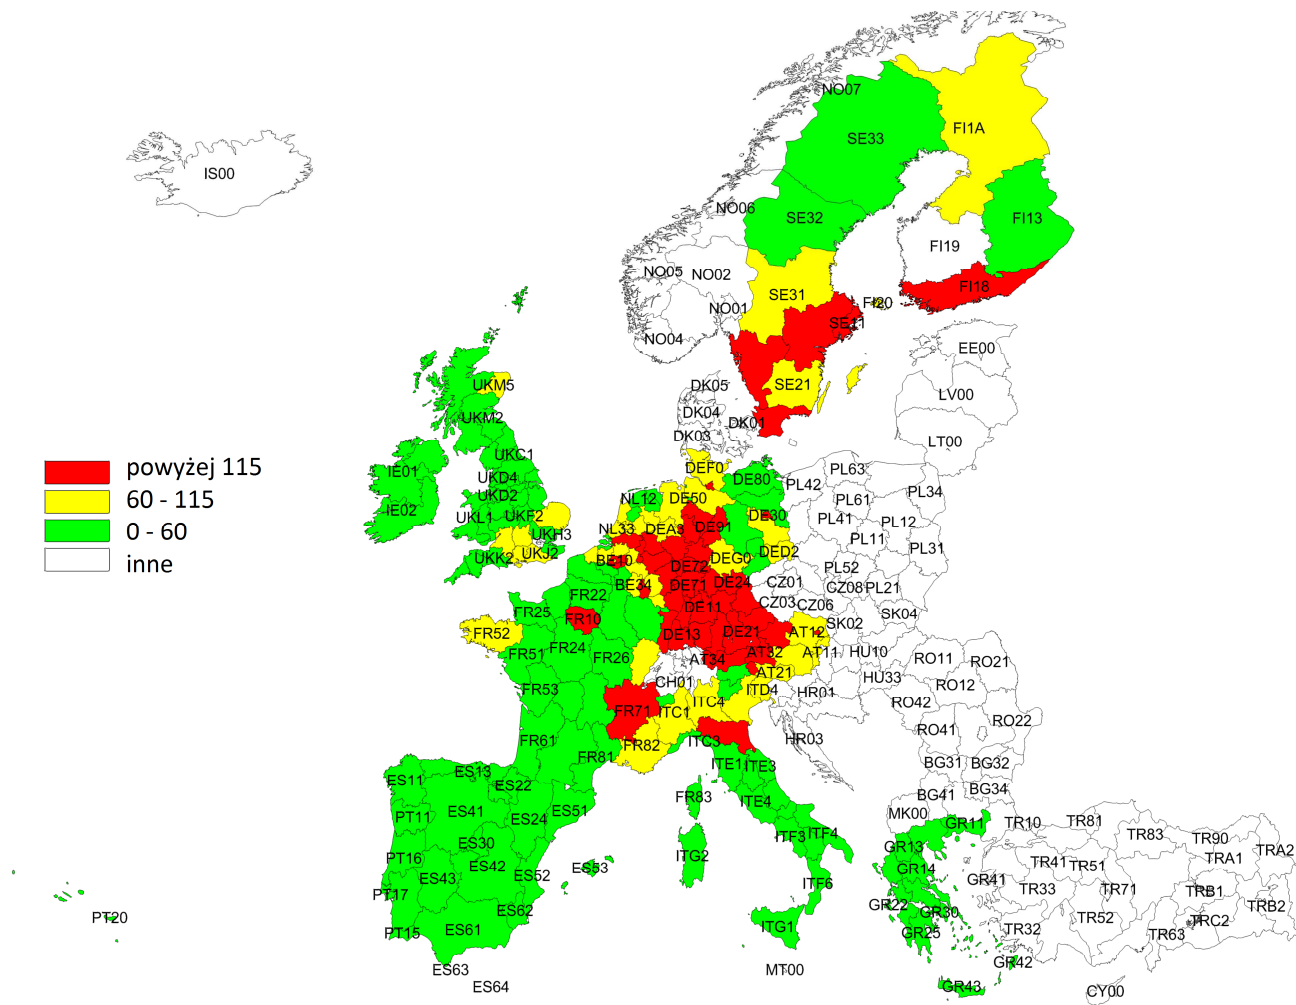 NO07
SE33
FI1A
IS00
NO06
SE32
FI13
FI19
NO05
NO02
FI18
SE31
FI20
NO01
SE11
NO04
EE00
UKM5
DK05
SE21
LV00
DK04
UKM2
DK01
DK03
LT00
UKC1
powyżej 115
IE01
DEF0
PL63
UKD4
DE80
PL42
PL34
60 - 115
UKD2
NL12
DE50
PL61
IE02
UKL1
UKF2
DE30
PL41
PL12
0 - 60
UKH3
NL33
DEA3
DE91
PL11
PL31
UKK2
UKJ2
BE10
DEG0
DED2
inne
DE72
PL52
BE34
DE71
DE24
CZ01
CZ08
PL21
FR22
FR25
FR10
DE11
CZ03
CZ06
SK04
FR52
DE13
DE21
AT12
SK02
FR51
FR24
FR26
AT34
AT32
AT11
HU10
RO11
RO21
CH01
AT21
HU33
RO12
FR53
ITD4
HR01
RO42
FR71
ITC1
ITC4
RO22
FR61
FR82
ITC3
HR03
RO41
FR81
ITE1
ITE3
BG31
BG32
ES11
ES13
ES22
FR83
ITE4
BG41
BG34
PT11
ES41
ES24
ES51
MK00
GR11
TR10
TR81
ITF3
ITF4
GR13
TR83
TR90
ES30
PT16
ITG2
TR41
TR51
TRA1
TRA2
ES42
ES53
GR14
ES43
ES52
ITF6
GR41
TR33
TR71
TRB1
PT17
GR22
GR30
TRB2
PT20
ES62
TR52
TRC2
PT15
ES61
ITG1
GR25
TR32
TR63
ES63
MT00
GR42
ES64
GR43
CY00